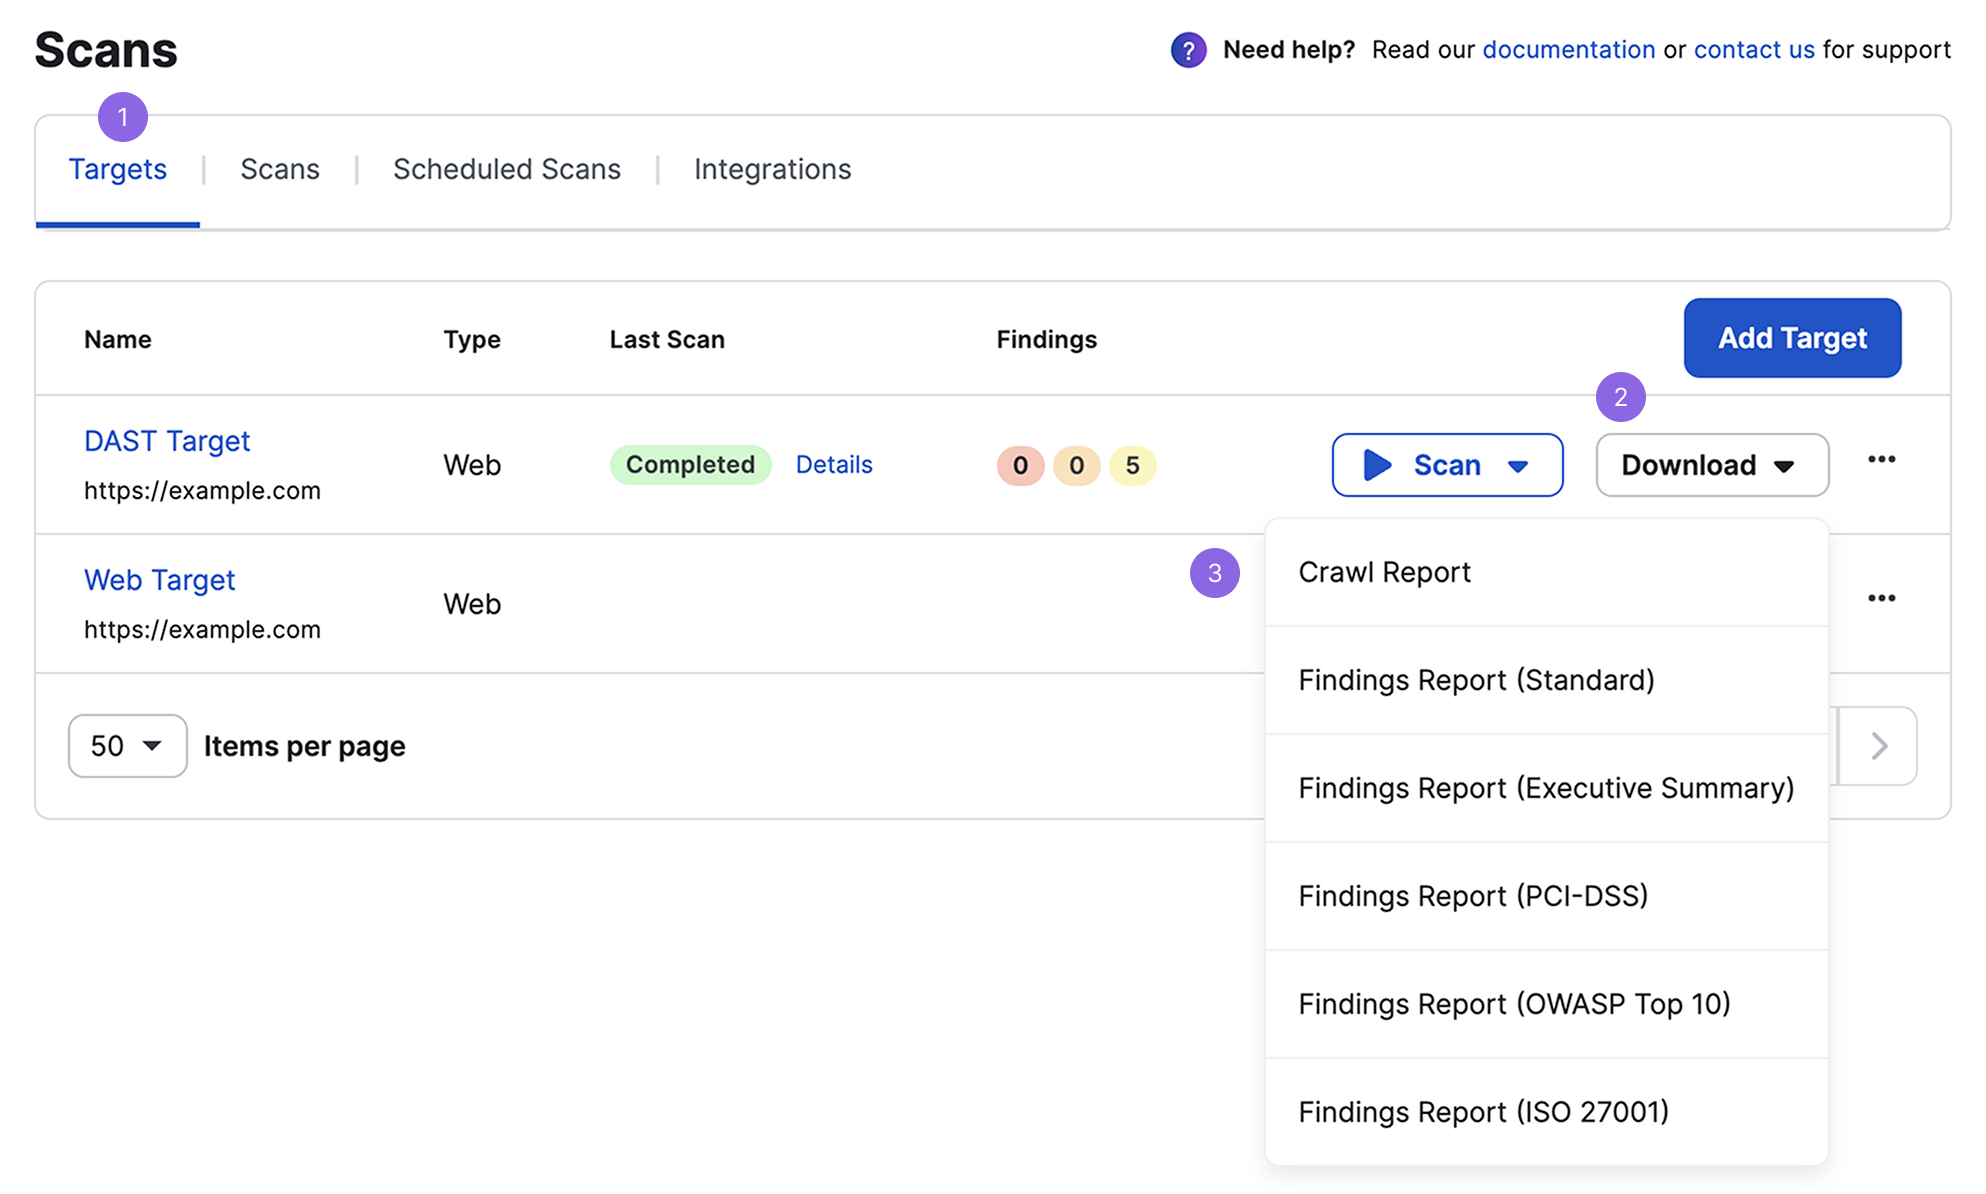 Scans
? Need help? Read our documentation or contact us for support
1
Targets | Scans | Scheduled Scans | Integrations
Name Type Last Scan Findings Add Target
2
DAST Target
https://example.com
Web
Completed Details
0 0 5
Scan
Download
Web Target
https://example.com
Web
3
Crawl Report
Findings Report (Standard)
Findings Report (Executive Summary)
Findings Report (PCI-DSS)
Findings Report (OWASP Top 10)
Findings Report (ISO 27001)
50 Items per page